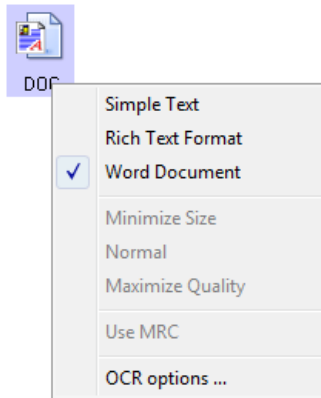 DOC
Simple Text
Rich Text Format
Word Document
Minimize Size
Normal
Maximize Quality
Use MRC
OCR options ...